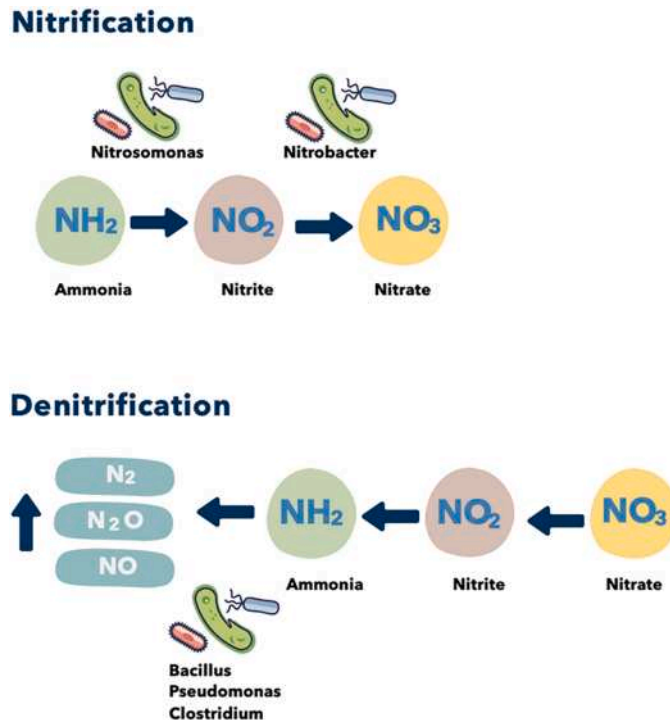 Nitrification
Nitrosomonas Nitrobacter
NH₂ NO₂ NO₃
Ammonia Nitrite Nitrate
Denitrification
N₂
N₂O
NO
NH₂ NO₂ NO₃
Ammonia Nitrite Nitrate
Bacillus
Pseudomonas
Clostridium